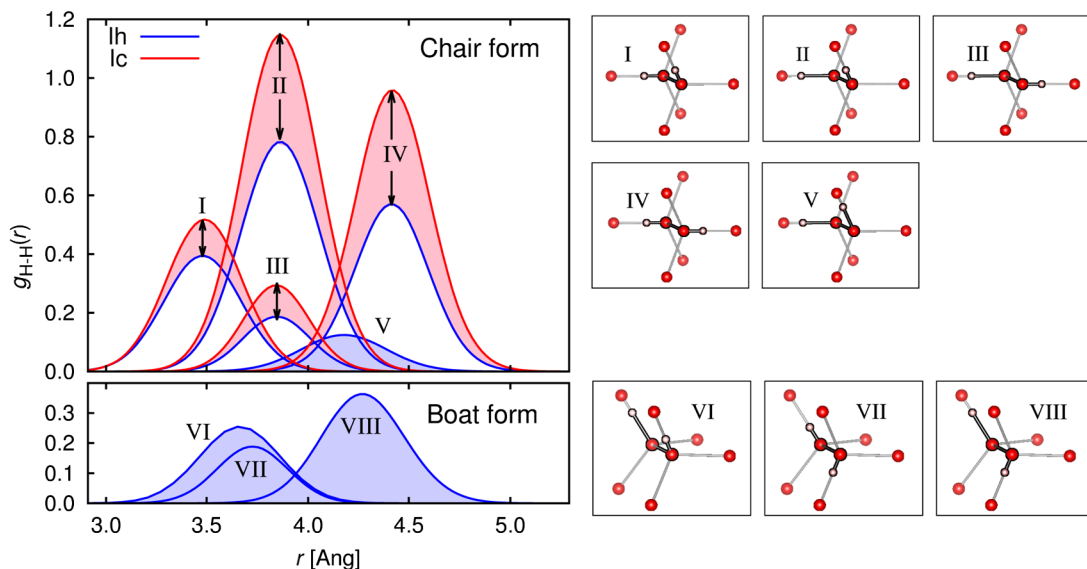 Ih
Ic
Chair form
I
II
III
IV
V
g_H-H(r)
0.0
0.2
0.4
0.6
0.8
1.0
1.2
Boat form
VI
VII
VIII
0.0
0.1
0.2
0.3
3.0 3.5 4.0 4.5 5.0
r [Ang]
I II III
IV V
VI VII VIII